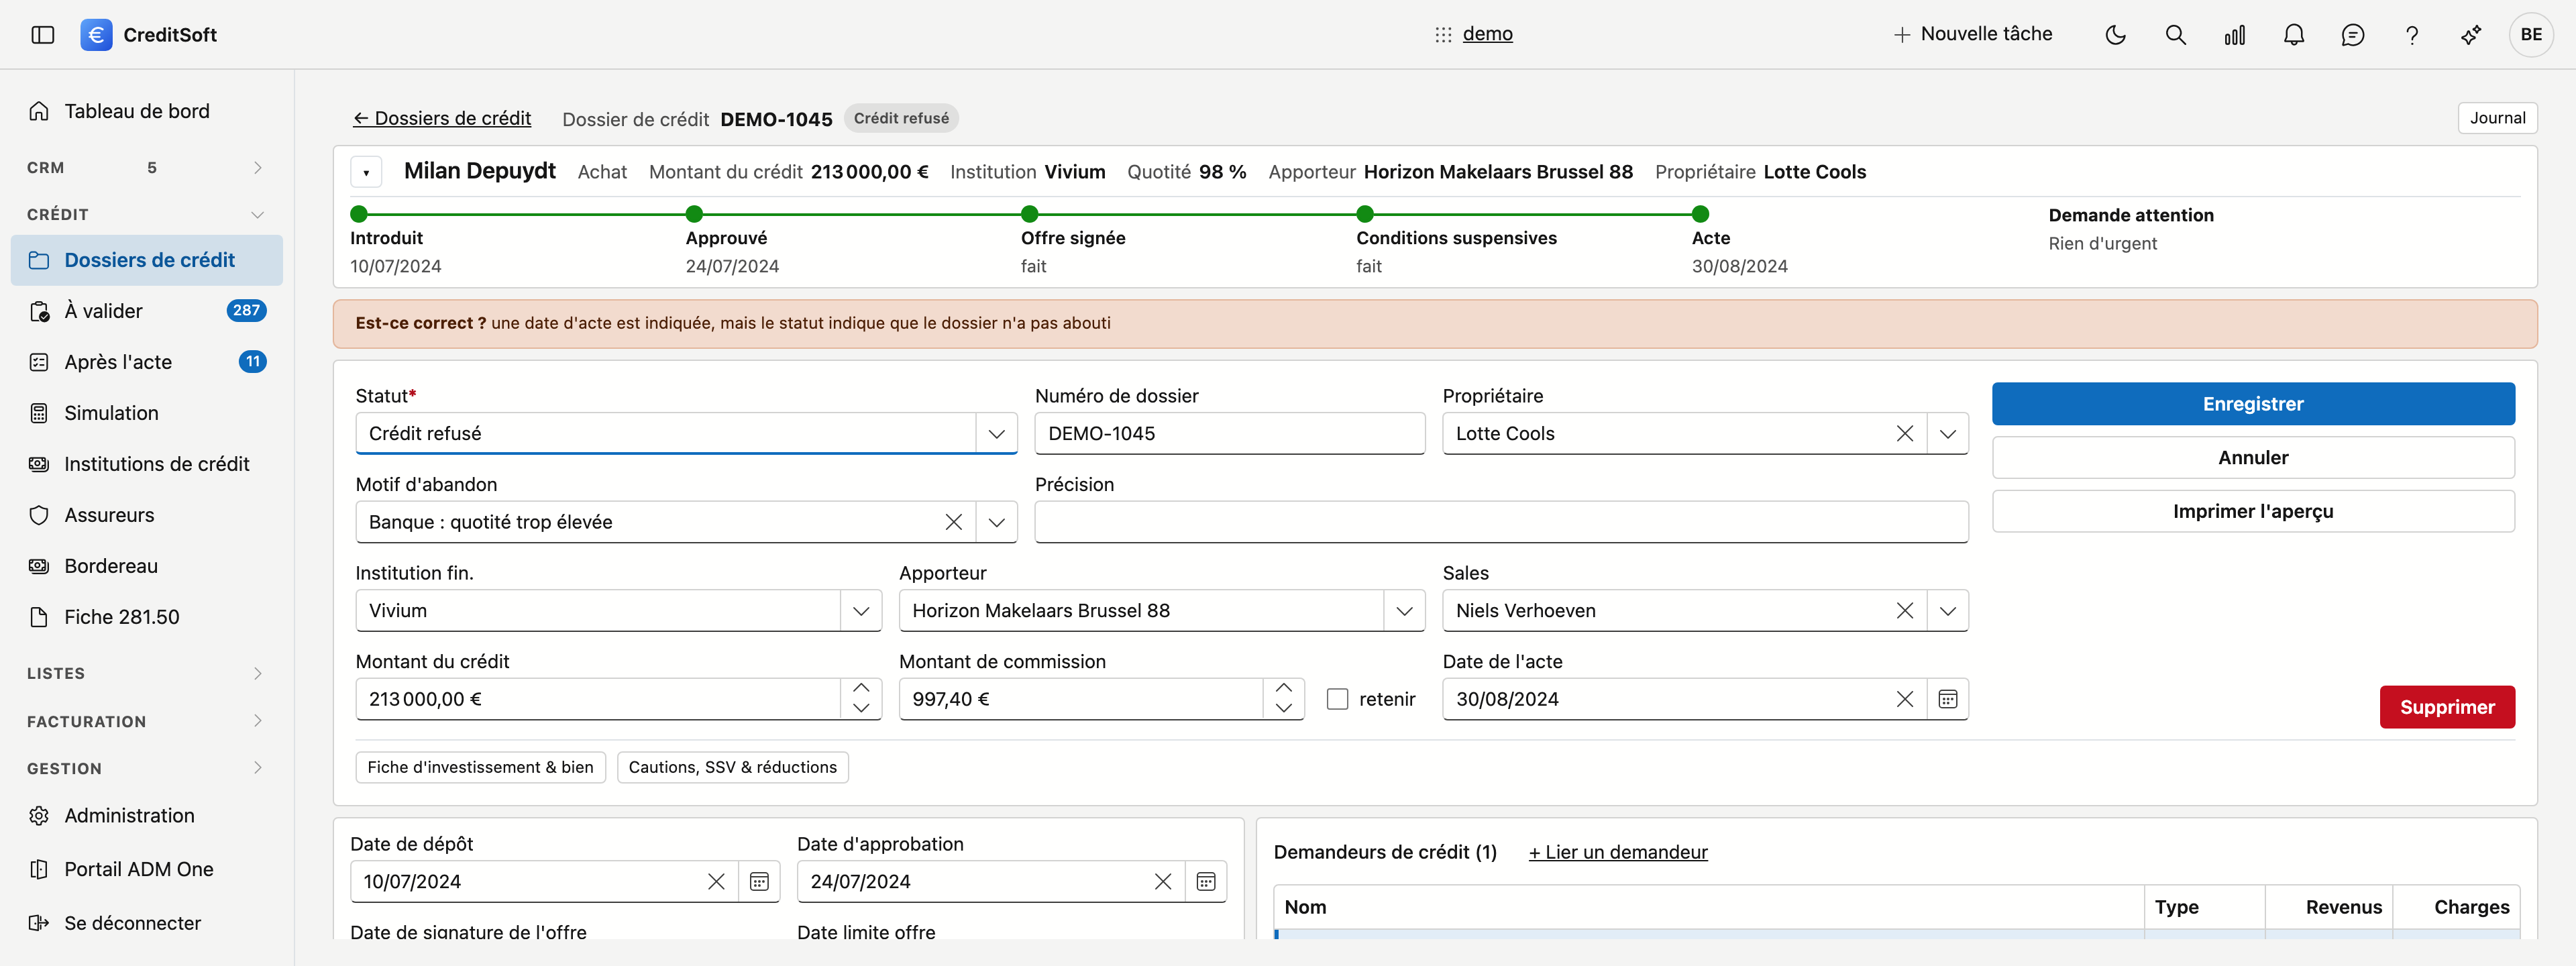 CreditSoft
demo
Nouvelle tâche
BE
Tableau de bord
CRM 5
CRÉDIT
Dossiers de crédit
À valider 287
Après l'acte 11
Simulation
Institutions de crédit
Assureurs
Bordereau
Fiche 281.50
LISTES
FACTURATION
GESTION
Administration
Portail ADM One
Se déconnecter
← Dossiers de crédit Dossier de crédit DEMO-1045 Crédit refusé
Journal
Milan Depuydt Achat Montant du crédit 213 000,00 € Institution Vivium Quotité 98 % Apporteur Horizon Makelaars Brussel 88 Propriétaire Lotte Cools
Introduit
10/07/2024
Approuvé
24/07/2024
Offre signée
fait
Conditions suspensives
fait
Acte
30/08/2024
Demande attention
Rien d'urgent
Est-ce correct ? une date d'acte est indiquée, mais le statut indique que le dossier n'a pas abouti
Statut*
Crédit refusé
Numéro de dossier
DEMO-1045
Propriétaire
Lotte Cools
Motif d'abandon
Banque : quotité trop élevée
Précision
Institution fin.
Vivium
Apporteur
Horizon Makelaars Brussel 88
Sales
Niels Verhoeven
Montant du crédit
213 000,00 €
Montant de commission
997,40 €
retenir
Date de l'acte
30/08/2024
Enregistrer
Annuler
Imprimer l'aperçu
Supprimer
Fiche d'investissement & bien
Cautions, SSV & réductions
Date de dépôt
10/07/2024
Date d'approbation
24/07/2024
Date de signature de l'offre
Date limite offre
Demandeurs de crédit (1)
+ Lier un demandeur
Nom Type Revenus Charges